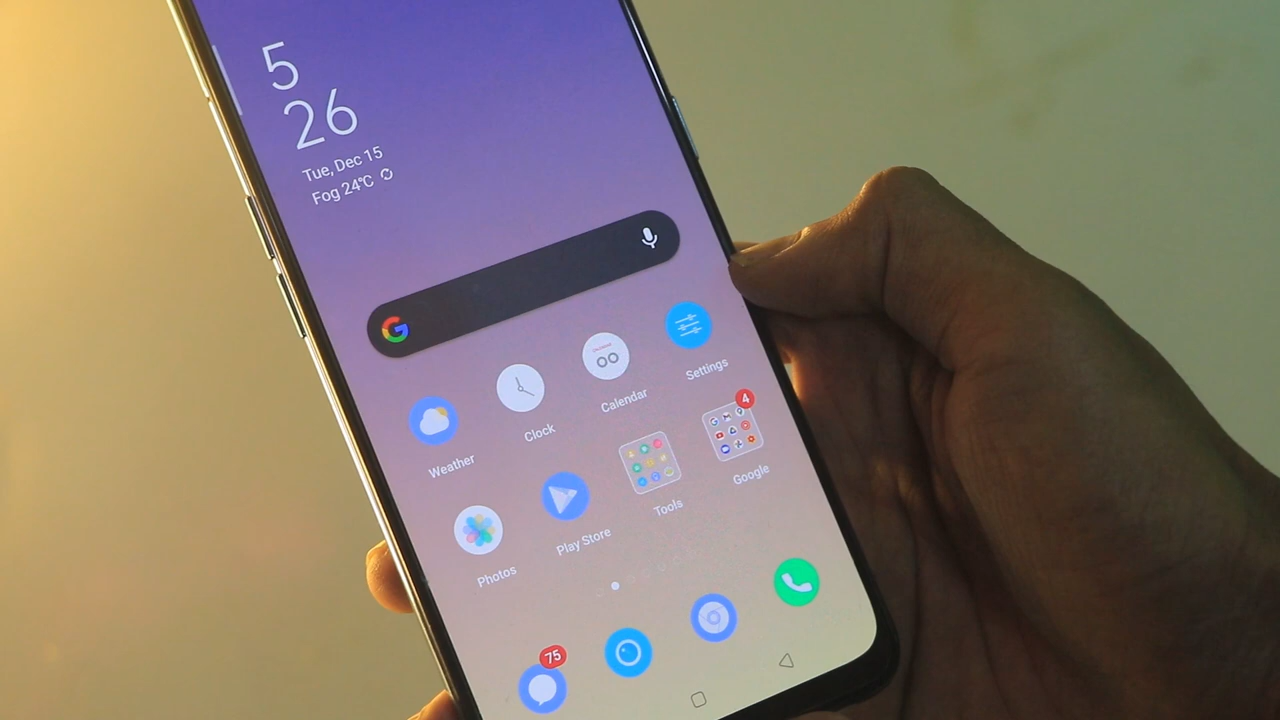 5
26
Tue, Dec 15
Fog 24℃
Weather
Clock
Calendar
Settings
Photos
Play Store
Tools
4
Google
75